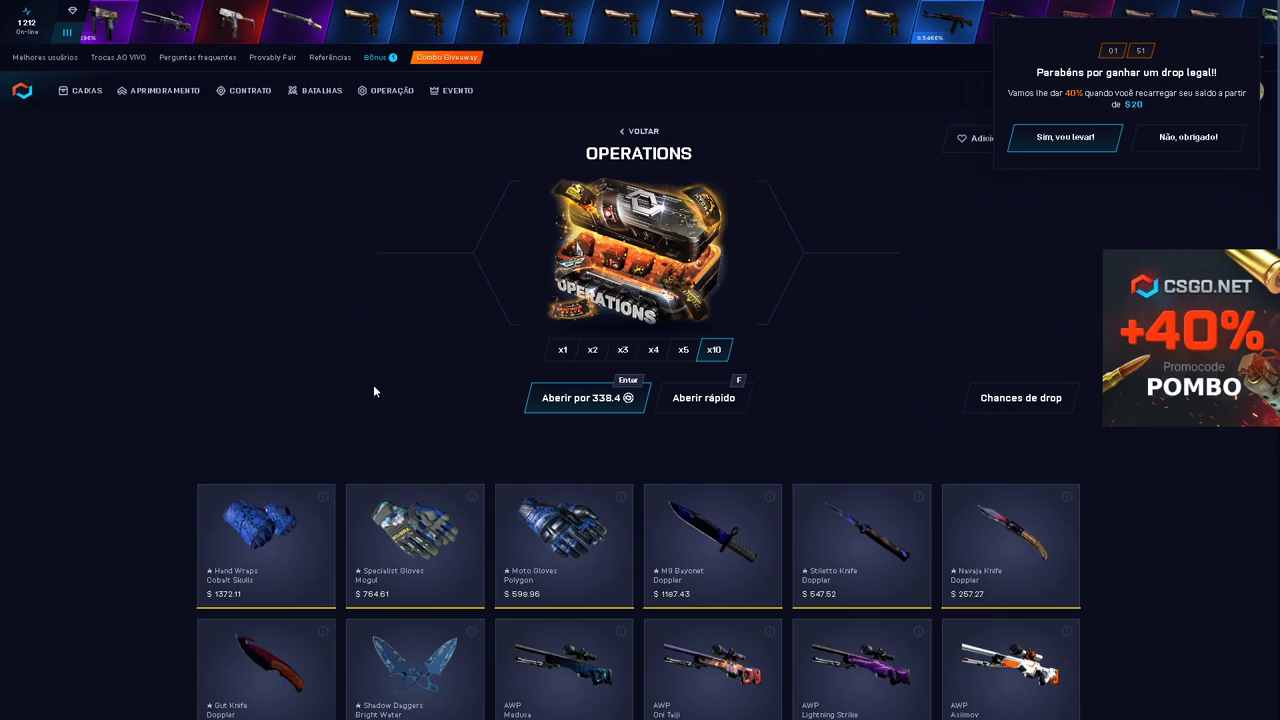 1 212
On-line
96%
0.5466%
Melhores usuários
Trocas AO VIVO
Perguntas frequentes
Provably Fair
Referências
Bônus
Combo Giveaway
CAIXAS
APRIMORAMENTO
CONTRATO
BATALHAS
OPERAÇÃO
EVENTO
01 51
Parabéns por ganhar um drop legal!!
Vamos lhe dar 40% quando você recarregar seu saldo a partir
de $20
Sim, vou levar!
Não, obrigado!
VOLTAR
OPERATIONS
Adici
OPERATIONS
x1
x2
x3
x4
x5
x10
Enter
F
Aberir por 338.4
Aberir rápido
Chances de drop
CSGO.NET
+40%
Promocode
POMBO
★ Hand Wraps
Cobalt Skulls
$ 1372.11
★ Specialist Gloves
Mogul
$ 764.61
★ Moto Gloves
Polygon
$ 598.96
★ M9 Bayonet
Doppler
$ 1187.43
★ Stiletto Knife
Doppler
$ 547.52
★ Navaja Knife
Doppler
$ 257.27
★ Gut Knife
Doppler
★ Shadow Daggers
Bright Water
AWP
Medusa
AWP
Oni Taiji
AWP
Lightning Strike
AWP
Asiimov